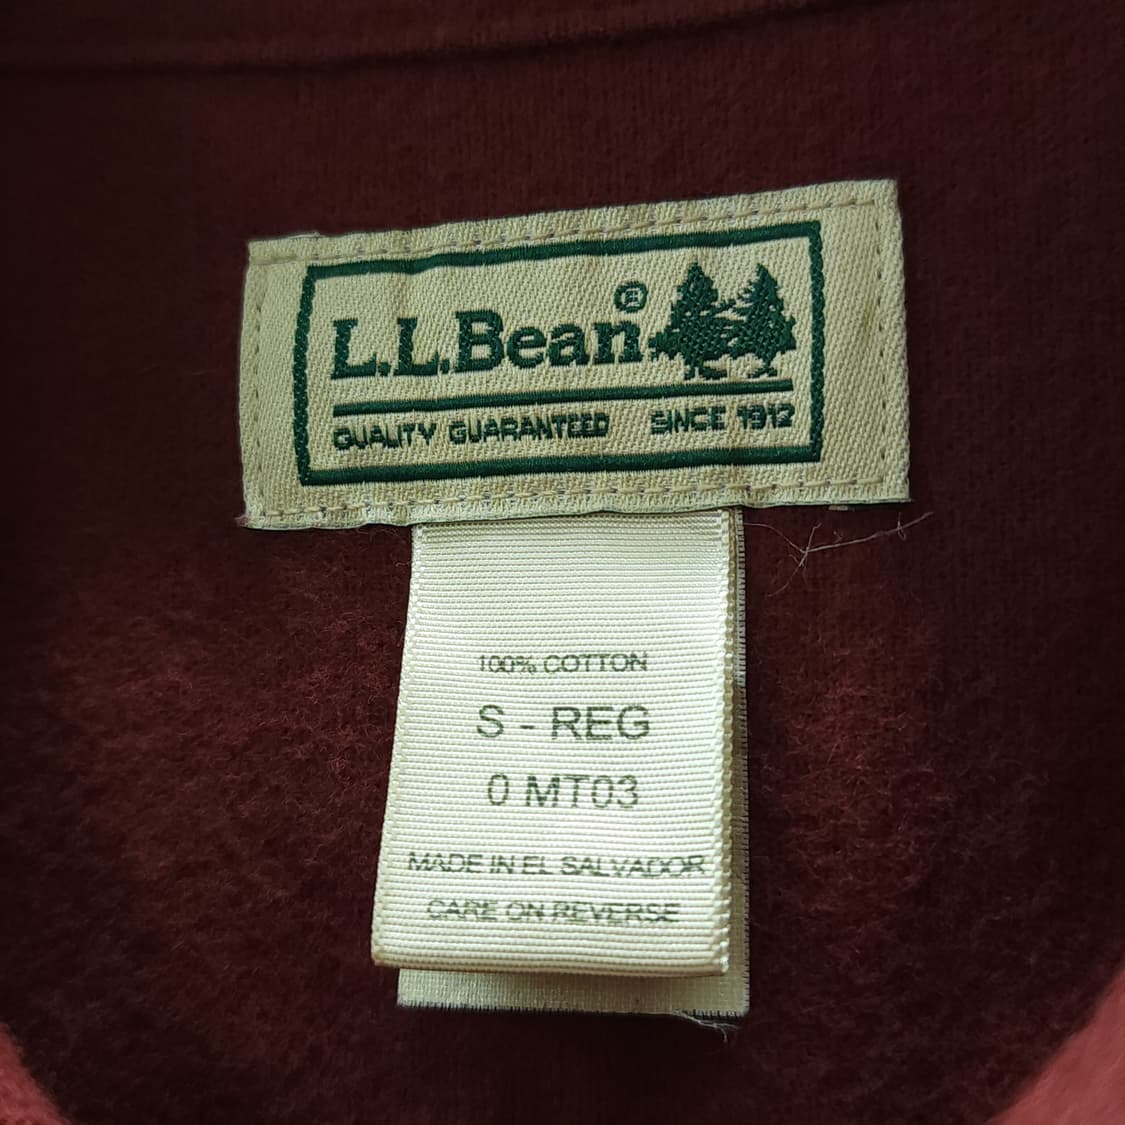 L.L.Bean®
QUALITY GUARANTEED SINCE 1912
100% COTTON
S - REG
0 MT03
MADE IN EL SALVADOR
CARE ON REVERSE